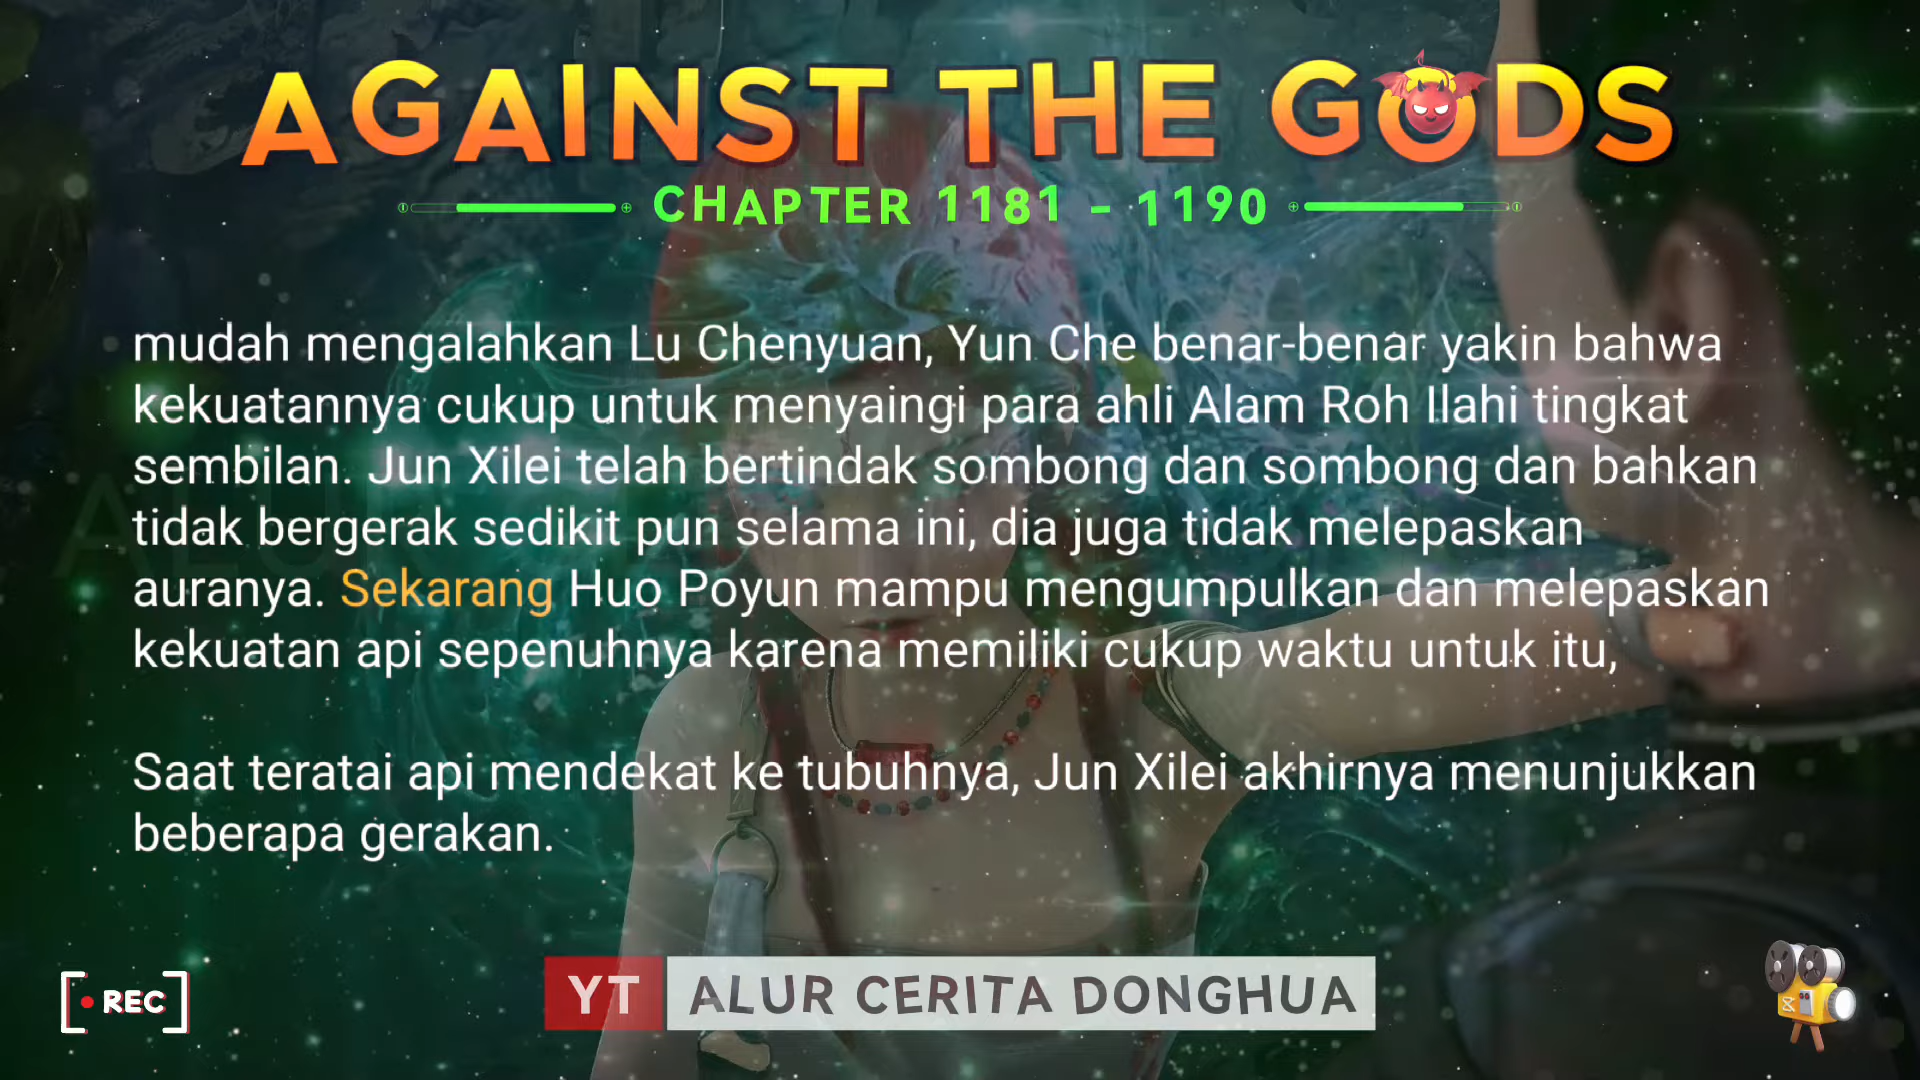 AGAINST THE GODS
CHAPTER 1181 - 1190
mudah mengalahkan Lu Chenyuan, Yun Che benar-benar yakin bahwa
kekuatannya cukup untuk menyaingi para ahli Alam Roh Ilahi tingkat
sembilan. Jun Xilei telah bertindak sombong dan sombong dan bahkan
tidak bergerak sedikit pun selama ini, dia juga tidak melepaskan
auranya. Sekarang Huo Poyun mampu mengumpulkan dan melepaskan
kekuatan api sepenuhnya karena memiliki cukup waktu untuk itu,
Saat teratai api mendekat ke tubuhnya, Jun Xilei akhirnya menunjukkan
beberapa gerakan.
REC
YT ALUR CERITA DONGHUA